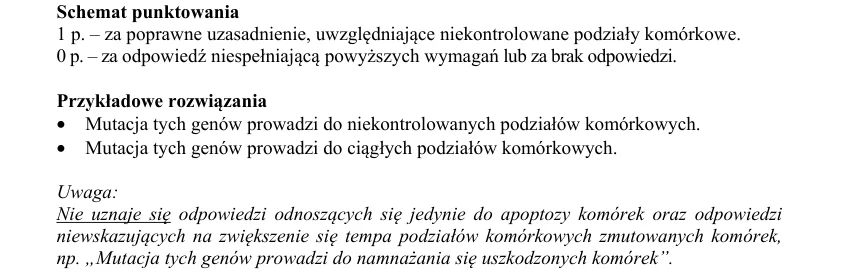 Schemat punktowania
1 p. – za poprawne uzasadnienie, uwzględniające niekontrolowane podziały komórkowe.
0 p. – za odpowiedź niespełniającą powyższych wymagań lub za brak odpowiedzi.
Przykładowe rozwiązania
• Mutacja tych genów prowadzi do niekontrolowanych podziałów komórkowych.
• Mutacja tych genów prowadzi do ciągłych podziałów komórkowych.
Uwaga:
Nie uznaje się odpowiedzi odnoszących się jedynie do apoptozy komórek oraz odpowiedzi
niewskazujących na zwiększenie się tempa podziałów komórkowych zmutowanych komórek,
np. „Mutacja tych genów prowadzi do namnażania się uszkodzonych komórek”.